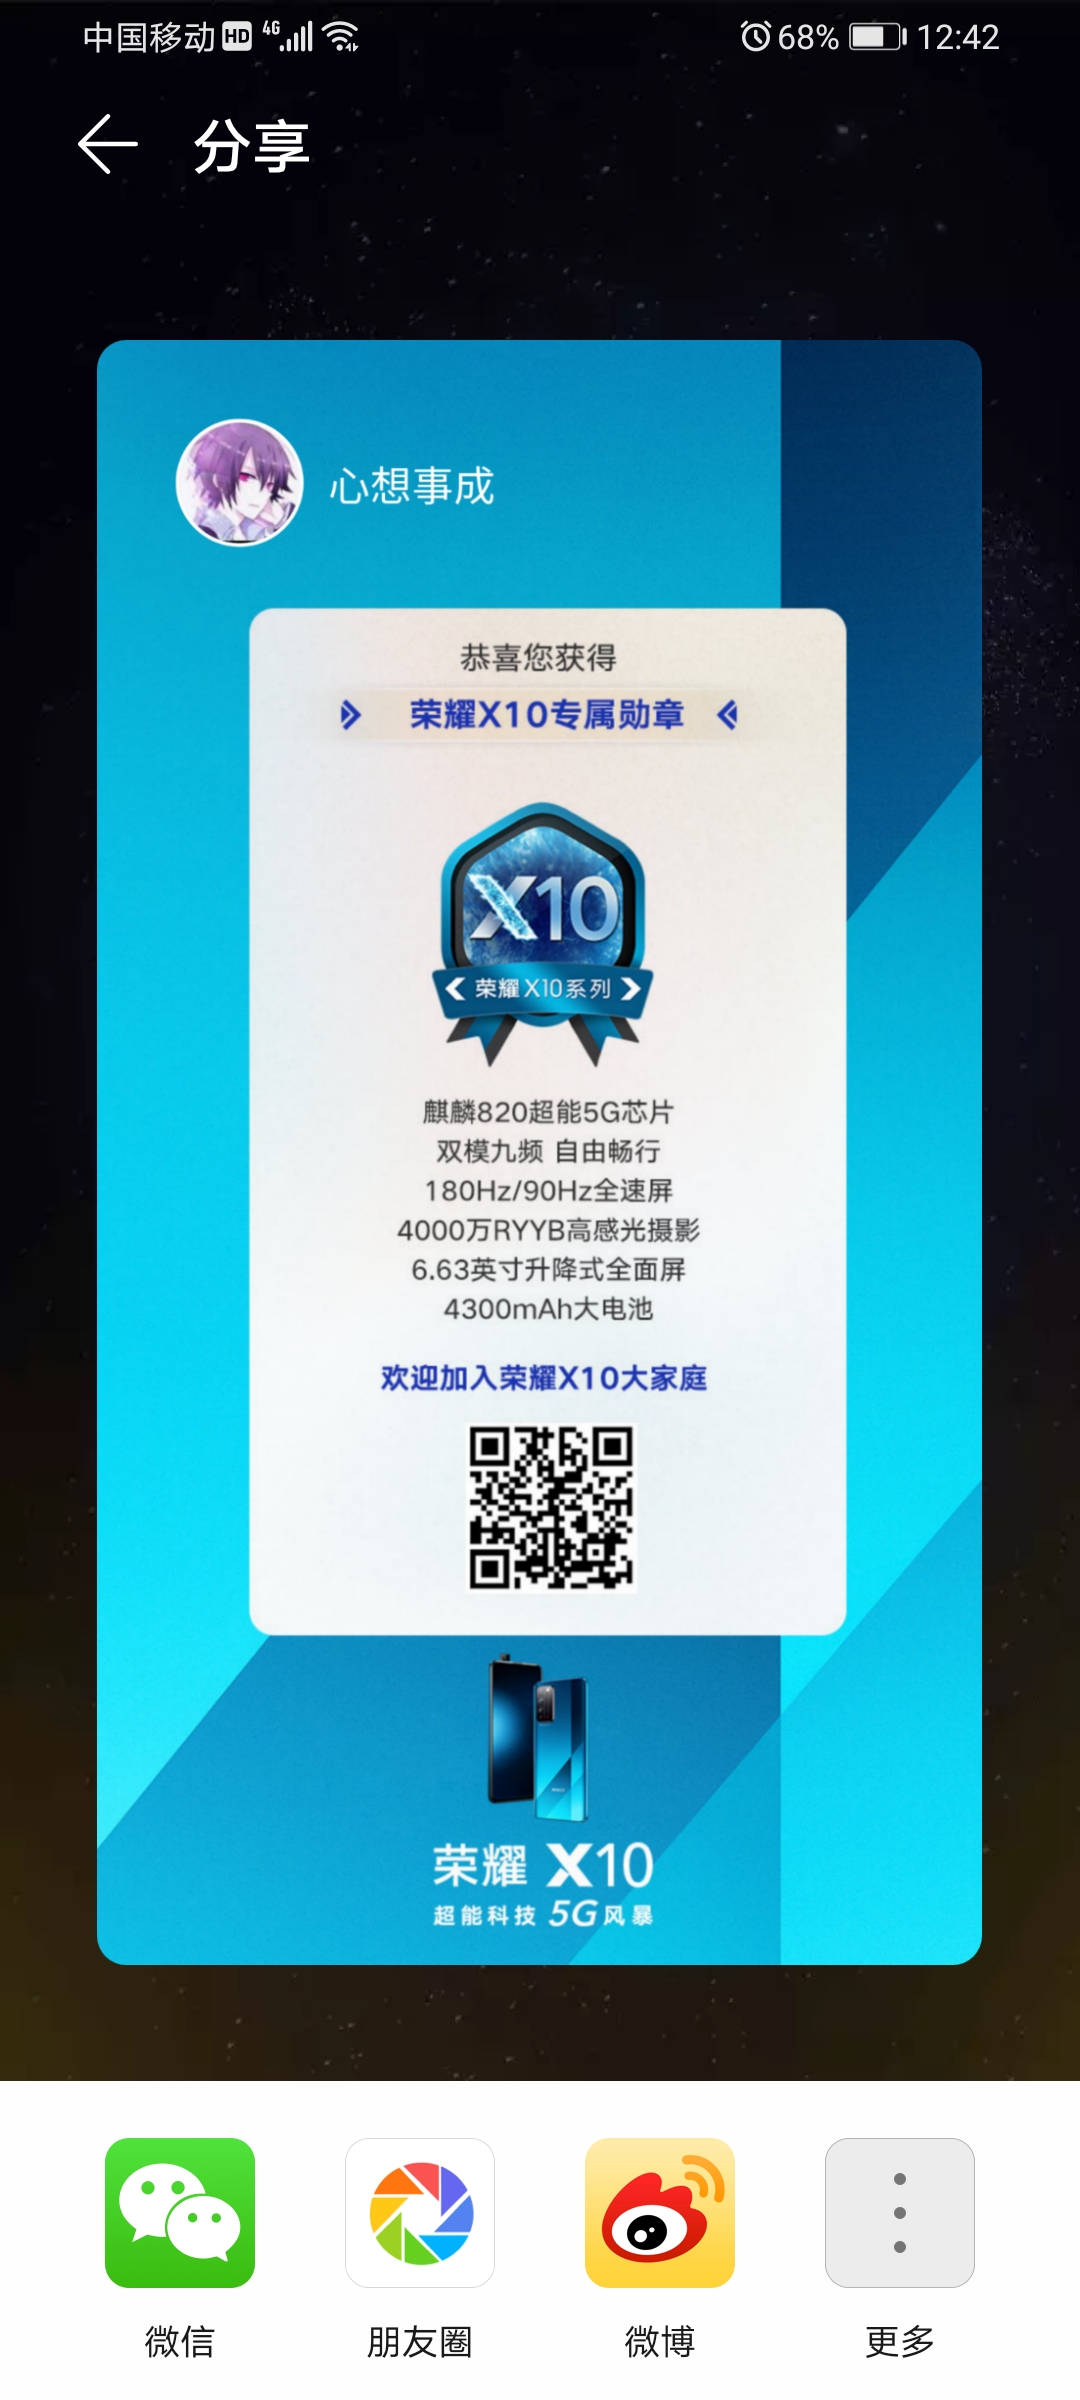 中国移动 HD 4G 68% 12:42
分享
心想事成
恭喜您获得
荣耀X10专属勋章
X10
荣耀X10系列
麒麟820超能5G芯片
双模九频 自由畅行
180Hz/90Hz全速屏
4000万RYYB高感光摄影
6.63英寸升降式全面屏
4300mAh大电池
欢迎加入荣耀X10大家庭
荣耀 X10
超能科技 5G风暴
微信 朋友圈 微博 更多